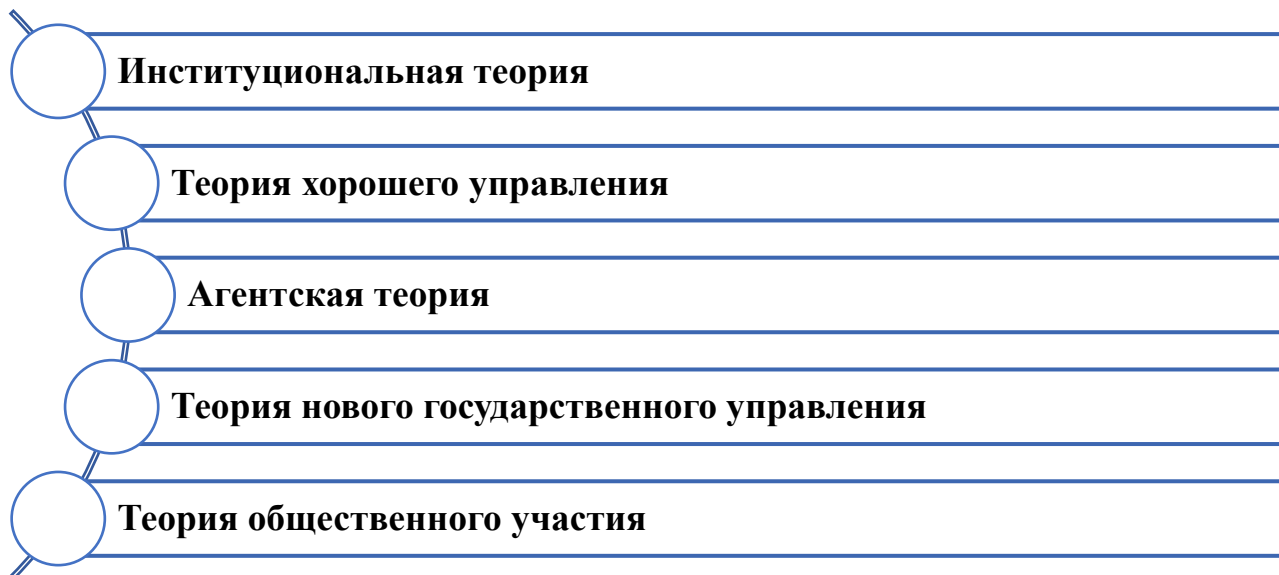 Институциональная теория
Теория хорошего управления
Агентская теория
Теория нового государственного управления
Теория общественного участия